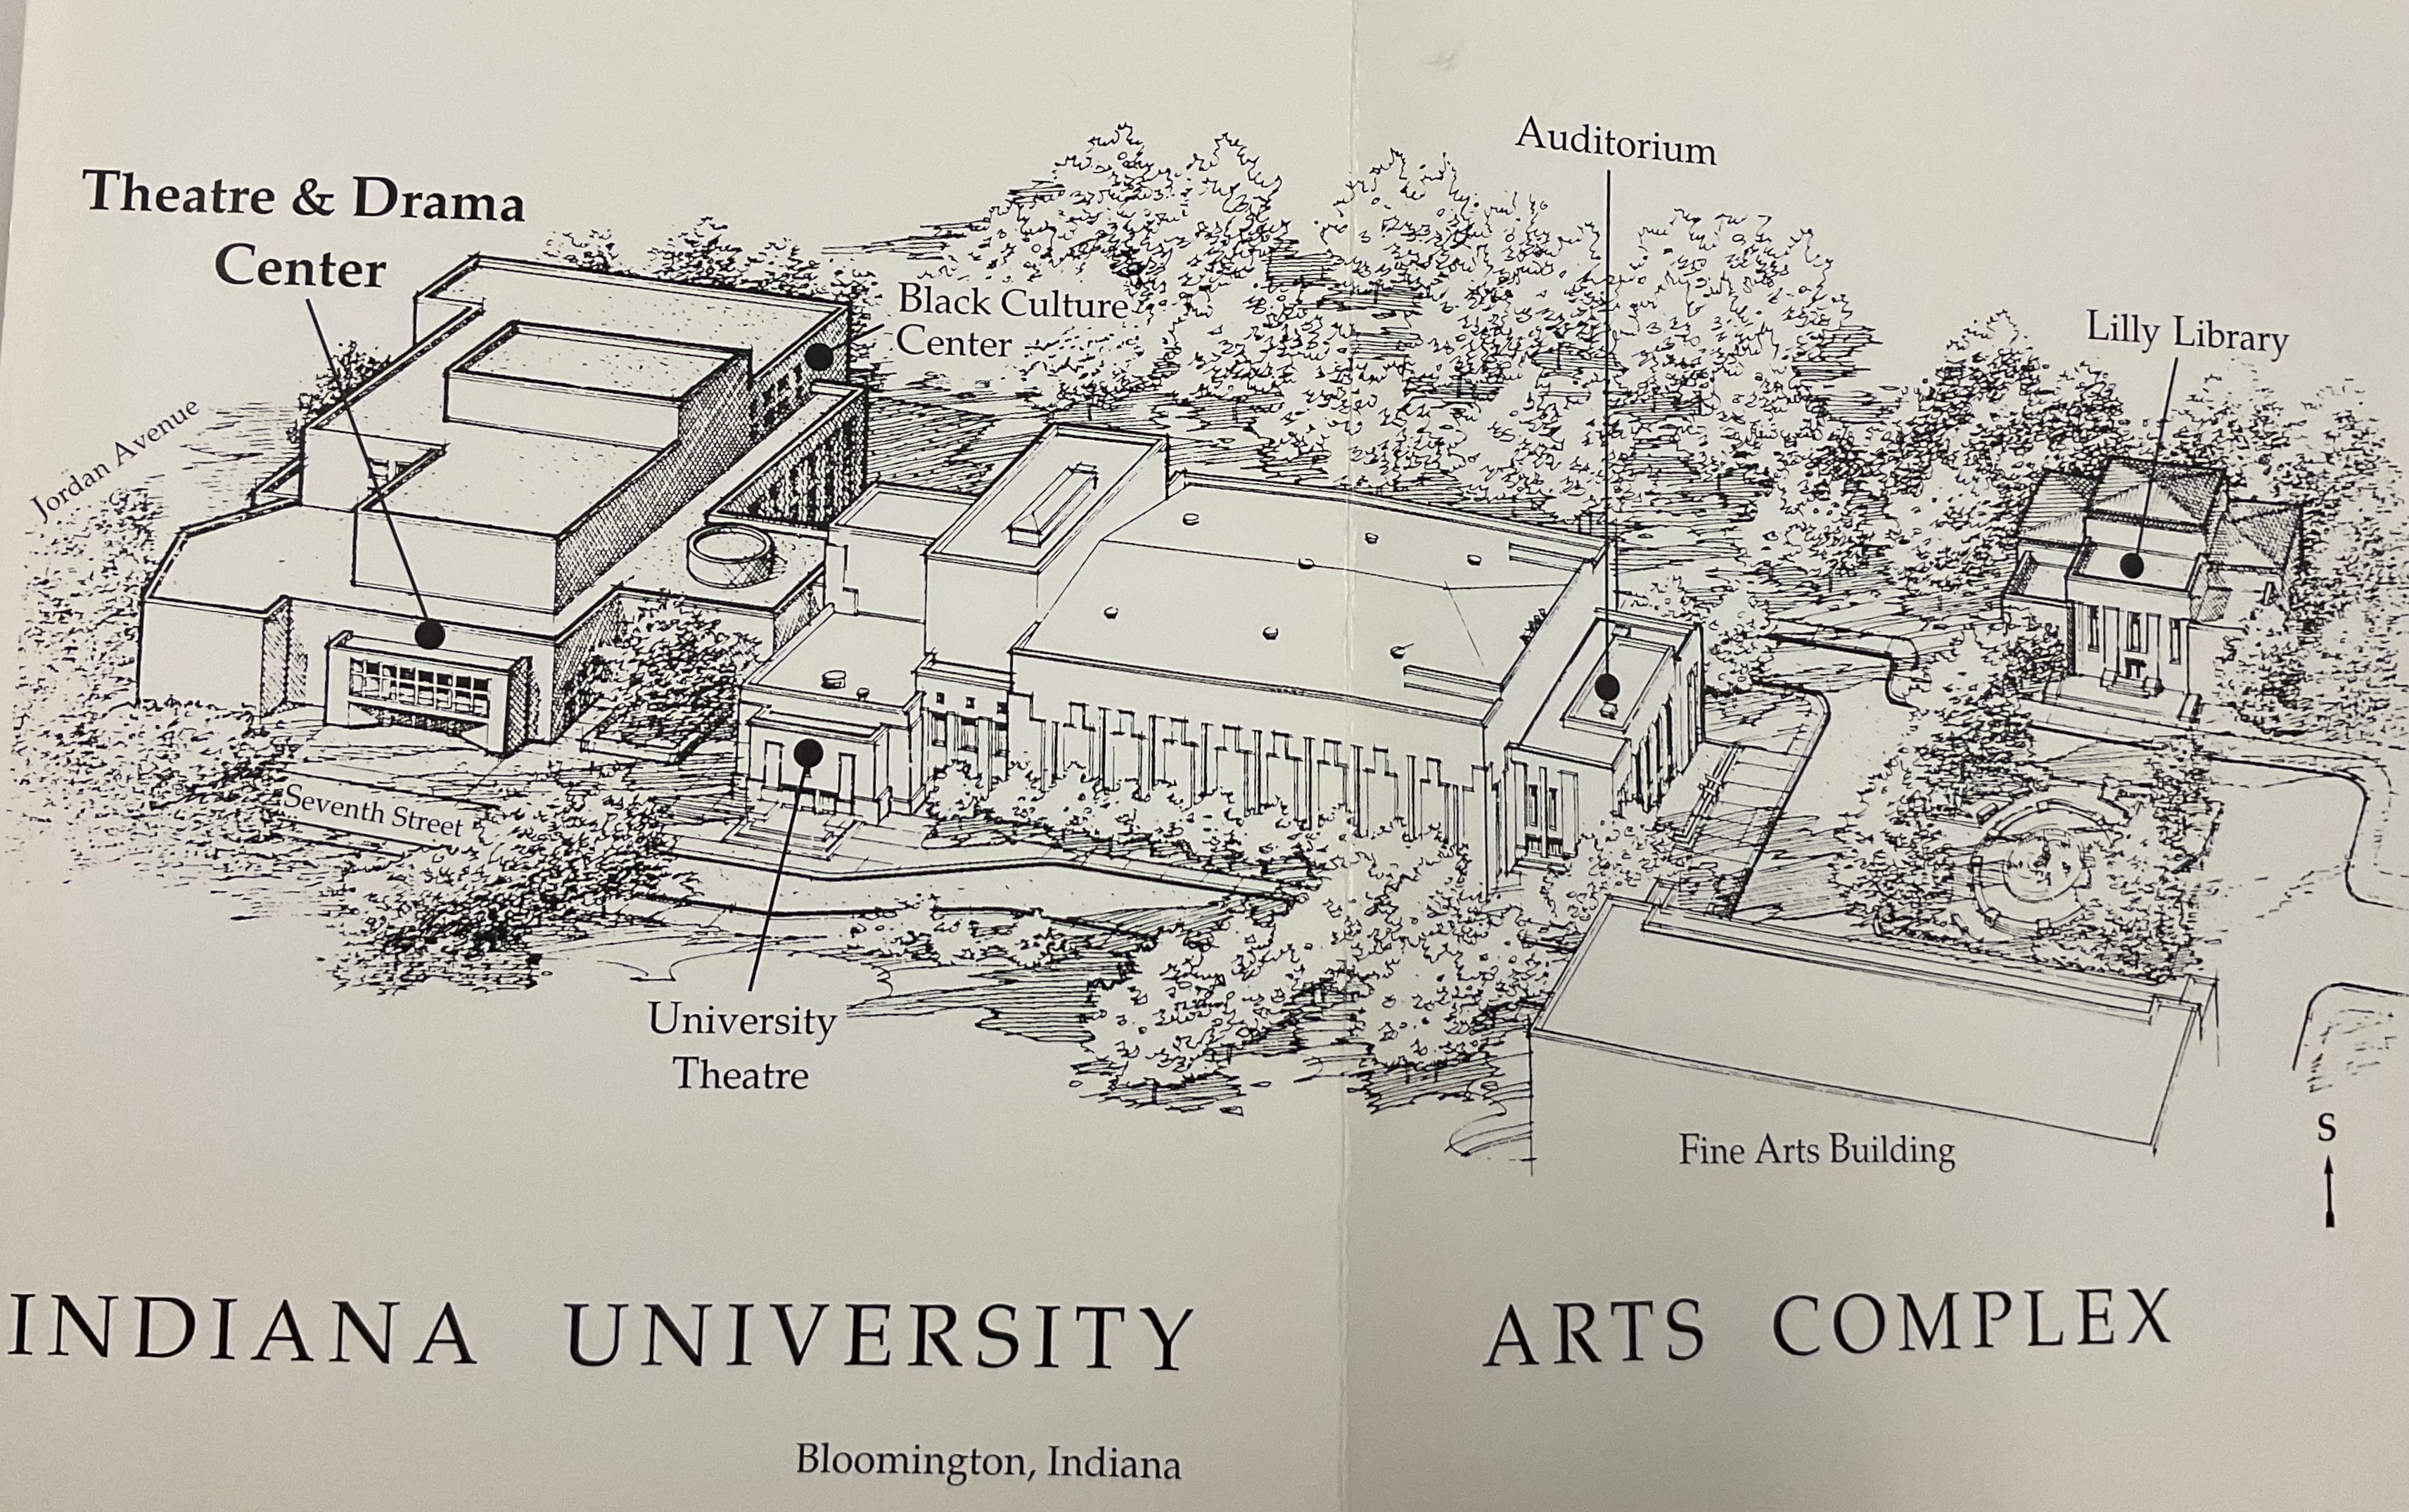 Auditorium
Theatre & Drama
Center
Black Culture
Center
Lilly Library
Jordan Avenue
Seventh Street
University
Theatre
Fine Arts Building
S
INDIANA UNIVERSITY ARTS COMPLEX
Bloomington, Indiana